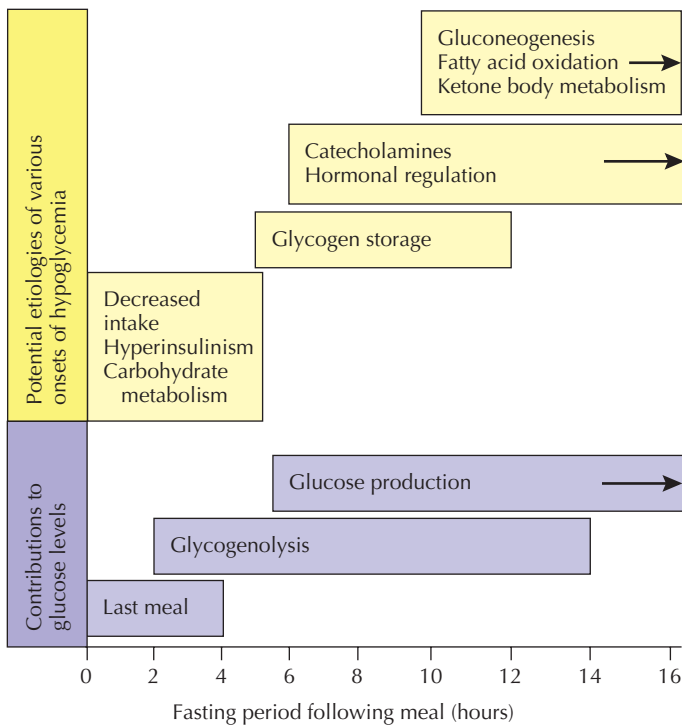 Potential etiologies of various
onsets of hypoglycemia
Gluconeogenesis
Fatty acid oxidation
Ketone body metabolism
Catecholamines
Hormonal regulation
Glycogen storage
Decreased
intake
Hyperinsulinism
Carbohydrate
metabolism
Contributions to
glucose levels
Glucose production
Glycogenolysis
Last meal
0 2 4 6 8 10 12 14 16
Fasting period following meal (hours)